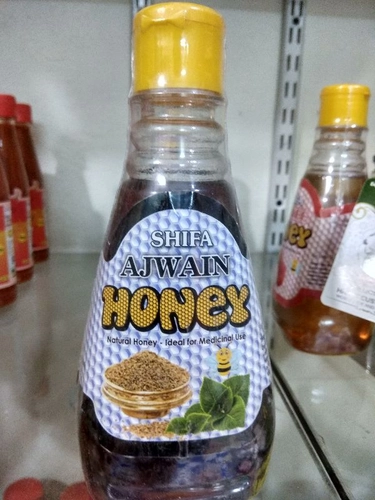 SHIFA
AJWAIN
HONEY
Natural Honey - Ideal for Medicinal Use